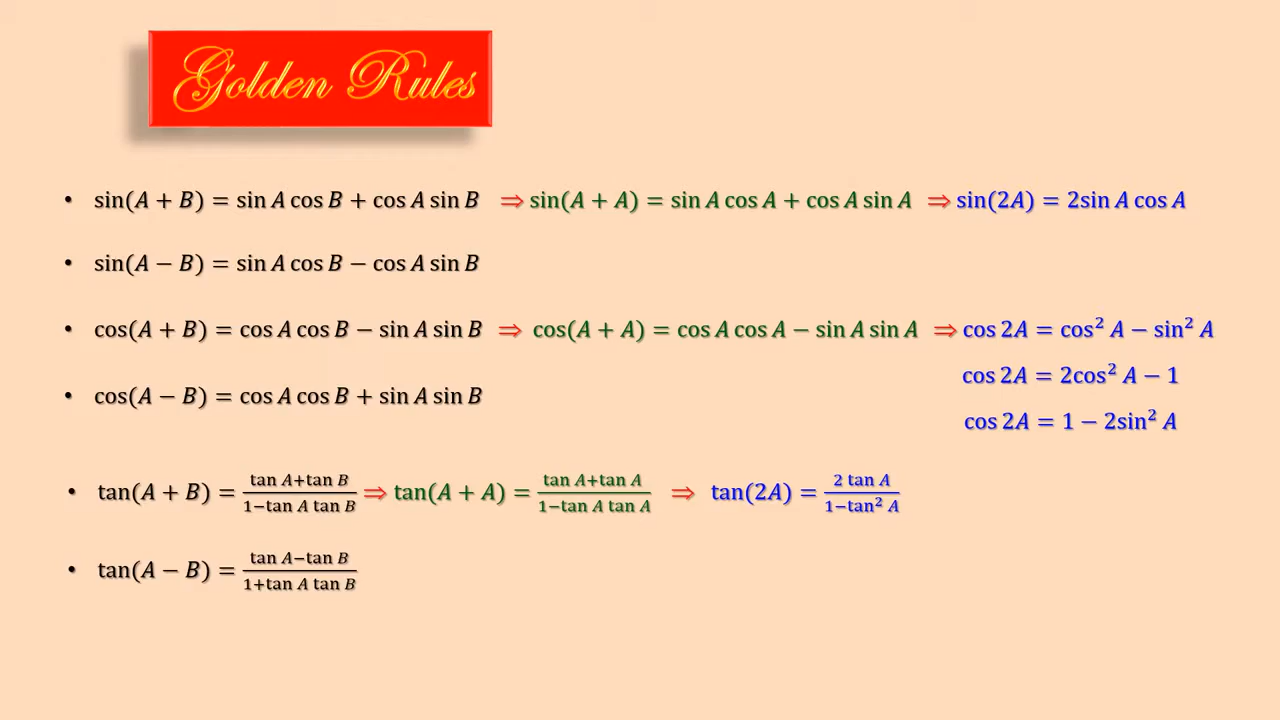 Golden Rules
• sin(A + B) = sin A cos B + cos A sin B ⇒ sin(A + A) = sin A cos A + cos A sin A ⇒ sin(2A) = 2sin A cos A
• sin(A − B) = sin A cos B − cos A sin B
• cos(A + B) = cos A cos B − sin A sin B ⇒ cos(A + A) = cos A cos A − sin A sin A ⇒ cos 2A = cos² A − sin² A
cos 2A = 2cos² A − 1
• cos(A − B) = cos A cos B + sin A sin B
cos 2A = 1 − 2sin² A
• tan(A + B) = (tan A+tan B)/(1−tan A tan B) ⇒ tan(A + A) = (tan A+tan A)/(1−tan A tan A) ⇒ tan(2A) = (2 tan A)/(1−tan² A)
• tan(A − B) = (tan A−tan B)/(1+tan A tan B)